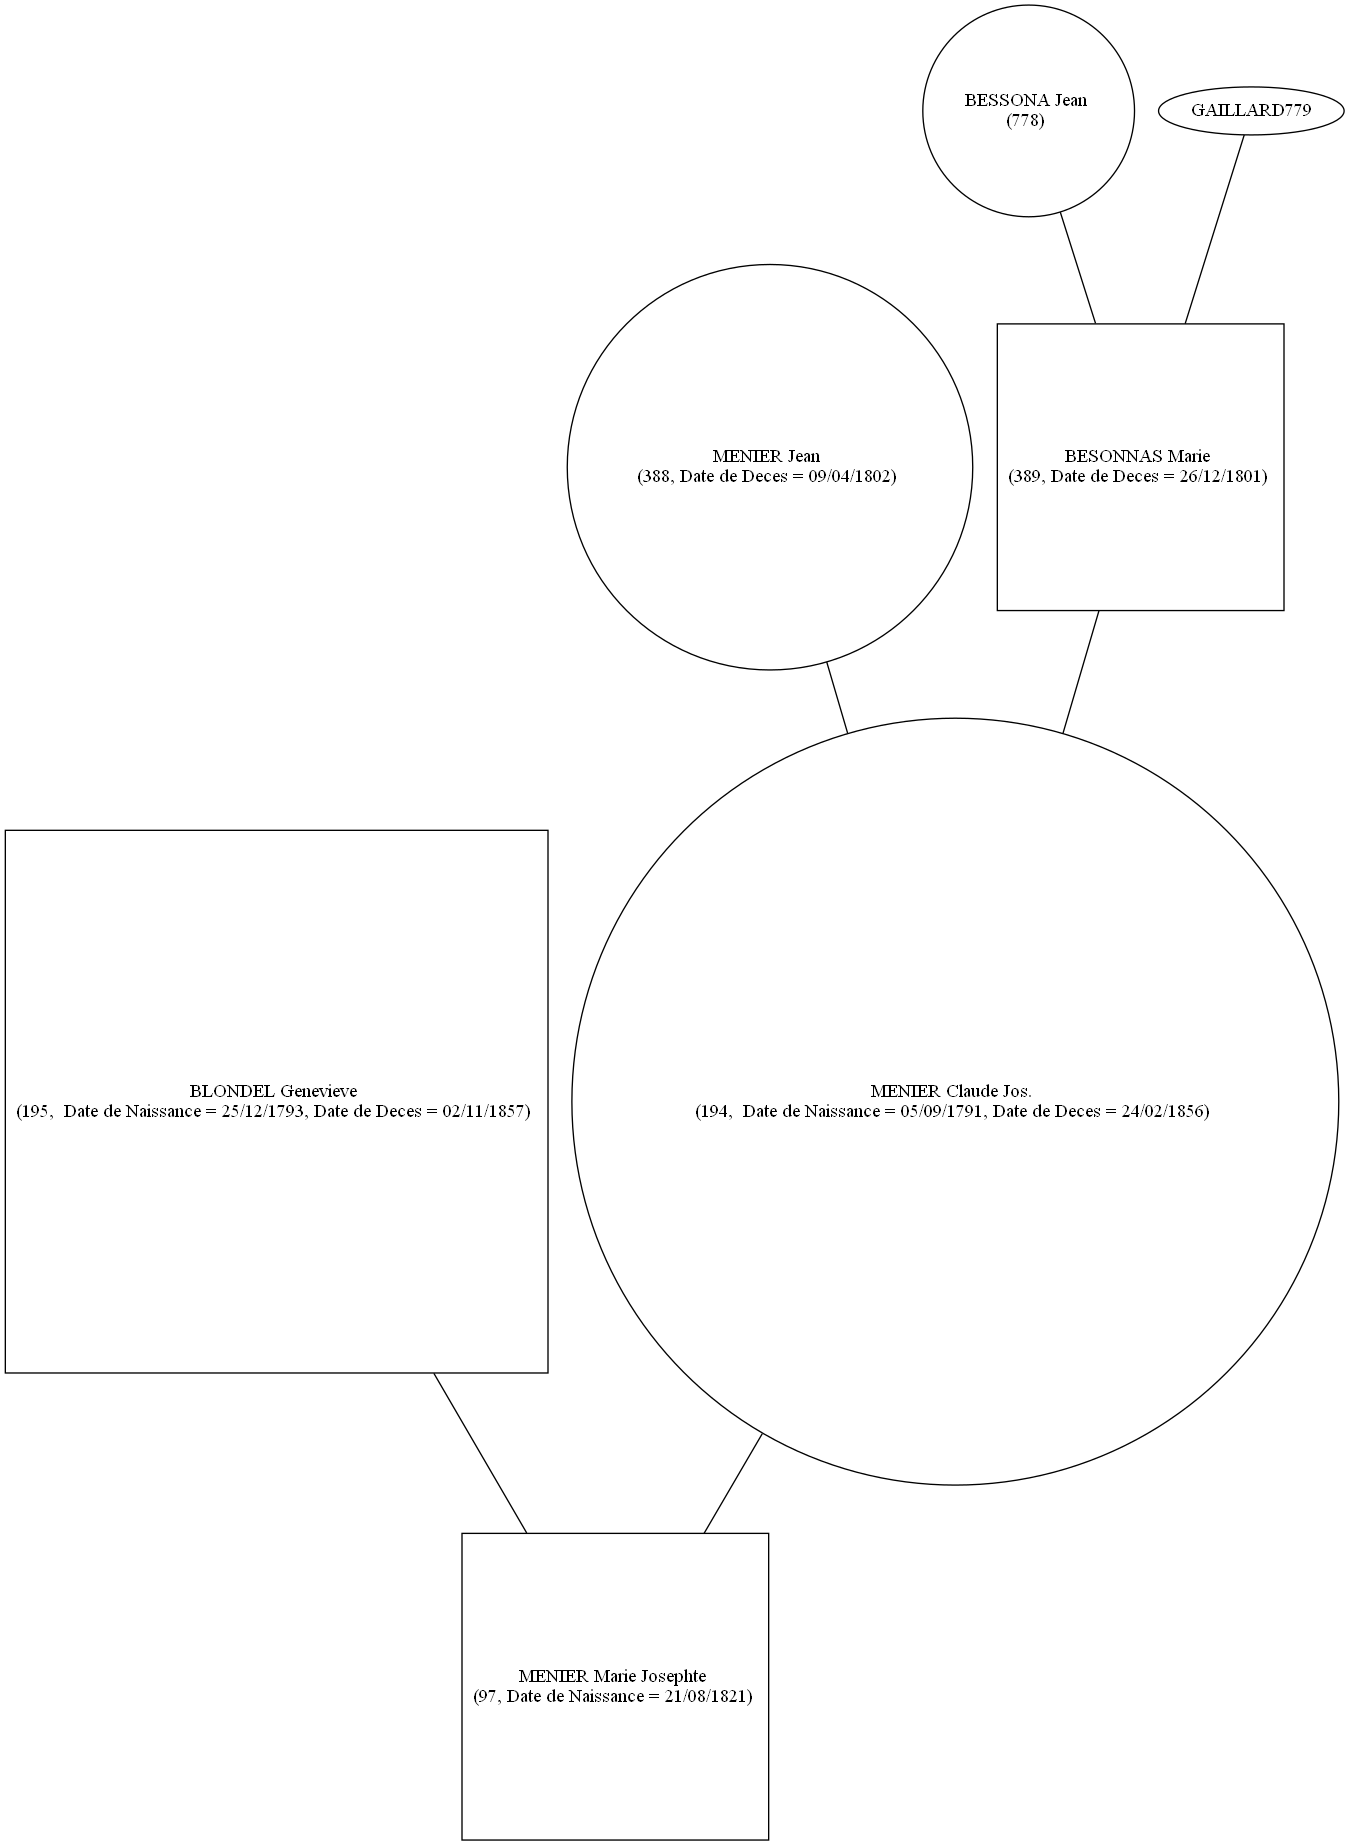 BESSONA Jean
(778)
GAILLARD779
MENIER Jean
(388, Date de Deces = 09/04/1802)
BESONNAS Marie
(389, Date de Deces = 26/12/1801)
BLONDEL Genevieve
(195,  Date de Naissance = 25/12/1793, Date de Deces = 02/11/1857)
MENIER Claude Jos.
(194,  Date de Naissance = 05/09/1791, Date de Deces = 24/02/1856)
MENIER Marie Josephte
(97, Date de Naissance = 21/08/1821)